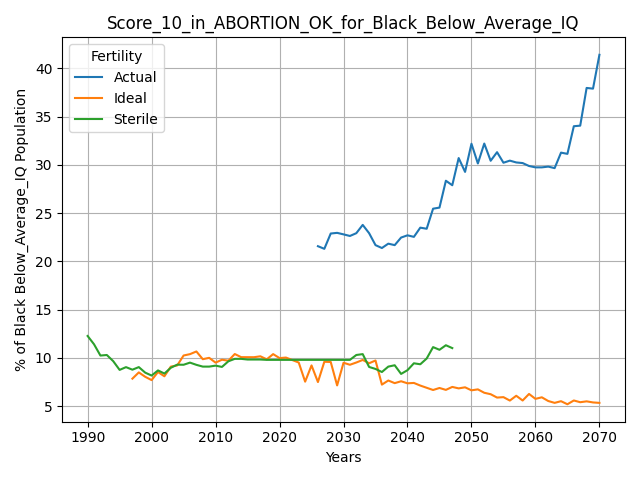 Score_10_in_ABORTION_OK_for_Black_Below_Average_IQ
Fertility
Actual
Ideal
Sterile
% of Black Below_Average_IQ Population
40
35
30
25
20
15
10
5
1990 2000 2010 2020 2030 2040 2050 2060 2070
Years